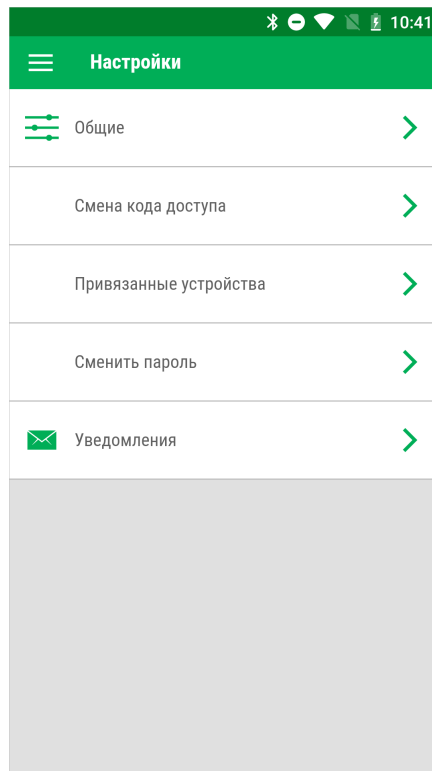 10:41
Настройки
Общие
Смена кода доступа
Привязанные устройства
Сменить пароль
Уведомления